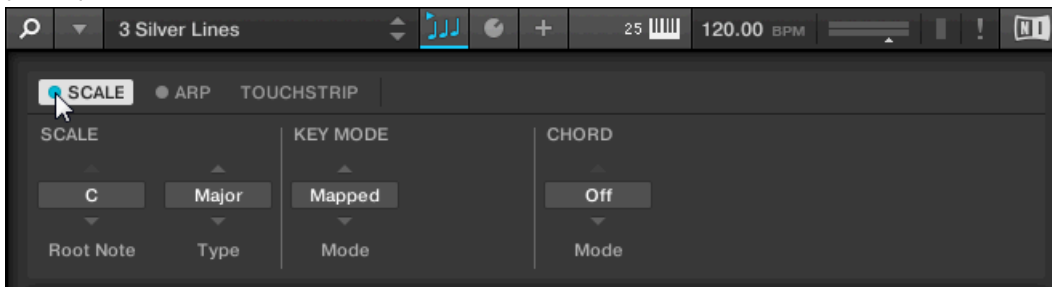 3 Silver Lines 25 120.00 BPM ! NI
SCALE ARP TOUCHSTRIP
SCALE KEY MODE CHORD
C Major Mapped Off
Root Note Type Mode Mode